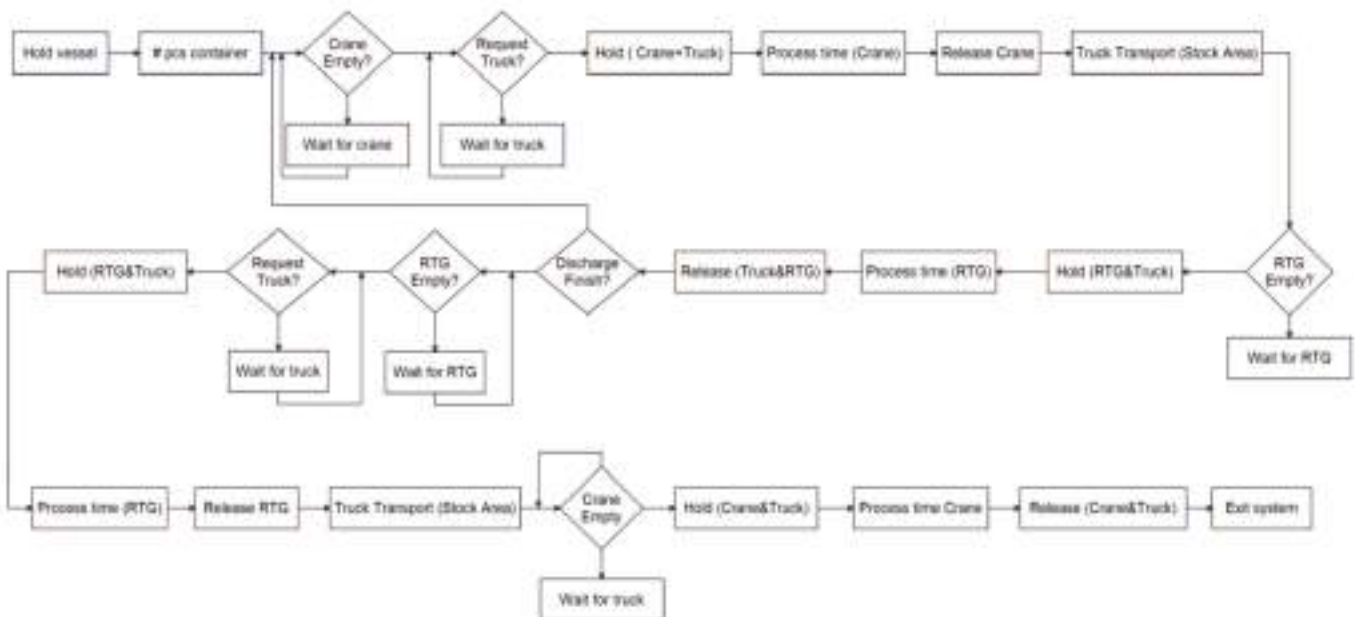 Hold vessel
# pcs container
Crane
Empty?
Request
Truck?
Hold ( Crane+Truck)
Process time (Crane)
Release Crane
Truck Transport (Stock Area)
Wait for crane
Wait for truck
Hold (RTG&Truck)
Request
Truck?
RTG
Empty?
Discharge
Finish?
Release (Truck&RTG)
Process time (RTG)
Hold (RTG&Truck)
RTG
Empty?
Wait for truck
Wait for RTG
Wait for RTG
Process time (RTG)
Release RTG
Truck Transport (Stock Area)
Crane
Empty
Hold (Crane&Truck)
Process time Crane
Release (Crane&Truck)
Exit system
Wait for truck